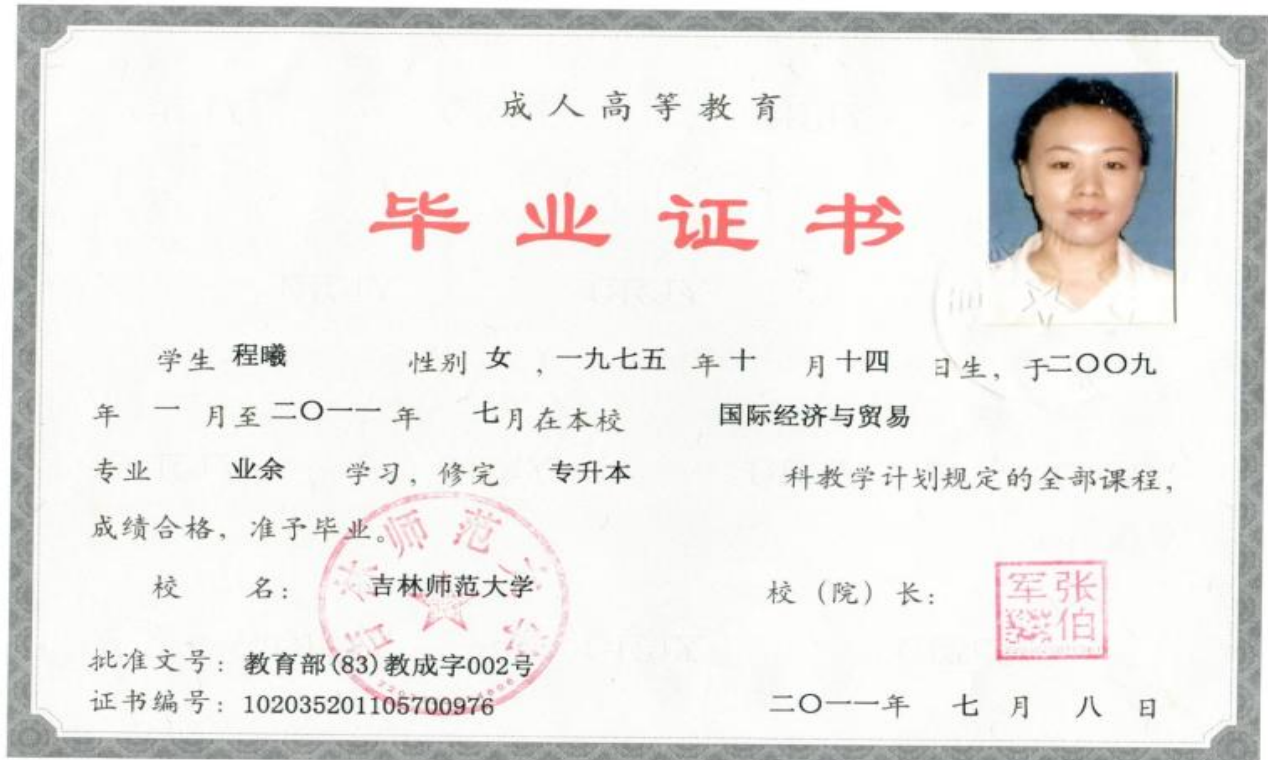 成人高等教育
毕业证书
学生 程曦 性别 女 , 一九七五 年 十 月 十四 日生, 于二〇〇九
年 一 月至 二〇一一 年 七月在本校 国际经济与贸易
专业 业余 学习, 修完 专升本 科教学计划规定的全部课程,
成绩合格, 准予毕业。
校 名: 吉林师范大学 校 (院) 长:
张伯军
吉林师范大学
批准文号: 教育部(83)教成字002号
证书编号: 102035201105700976 二〇一一年 七 月 八 日